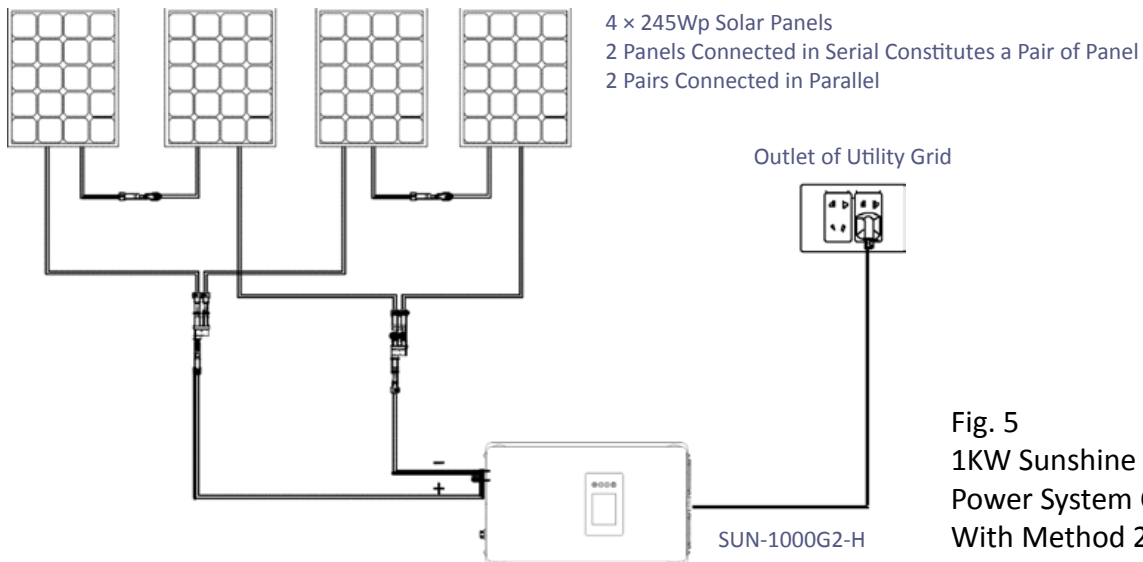 4 × 245Wp Solar Panels
2 Panels Connected in Serial Constitutes a Pair of Panel
2 Pairs Connected in Parallel
Outlet of Utility Grid
−
+
SUN-1000G2-H
Fig. 5
1KW Sunshine
Power System
With Method 2